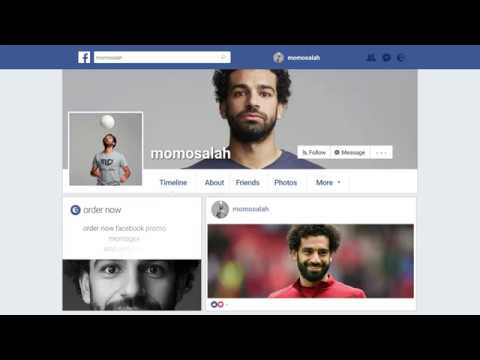 f momosalah
momosalah
momosalah
Follow
Message
Timeline
About
Friends
Photos
More
order now
order now facebook promo
momosalah